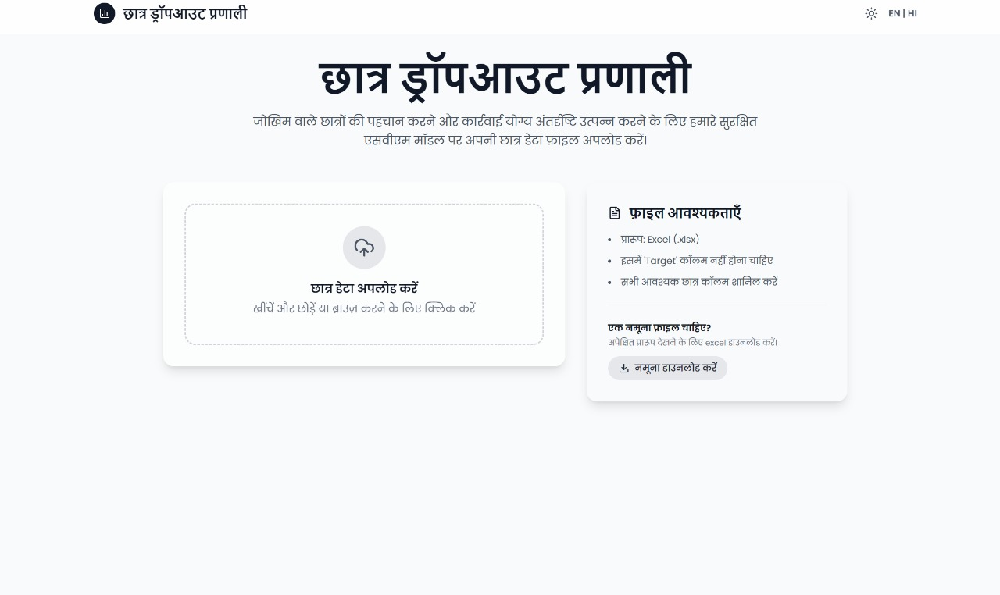 छात्र ड्रॉपआउट प्रणाली
EN | HI
छात्र ड्रॉपआउट प्रणाली
जोखिम वाले छात्रों की पहचान करने और कार्रवाई योग्य अंतर्दृष्टि उत्पन्न करने के लिए हमारे सुरक्षित
एसवीएम मॉडल पर अपनी छात्र डेटा फ़ाइल अपलोड करें।
छात्र डेटा अपलोड करें
खींचें और छोड़ें या ब्राउज़ करने के लिए क्लिक करें
फ़ाइल आवश्यकताएँ
• प्रारूप: Excel (.xlsx)
• इसमें 'Target' कॉलम नहीं होना चाहिए
• सभी आवश्यक छात्र कॉलम शामिल करें
एक नमूना फ़ाइल चाहिए?
अपेक्षित प्रारूप देखने के लिए excel डाउनलोड करें।
नमूना डाउनलोड करें